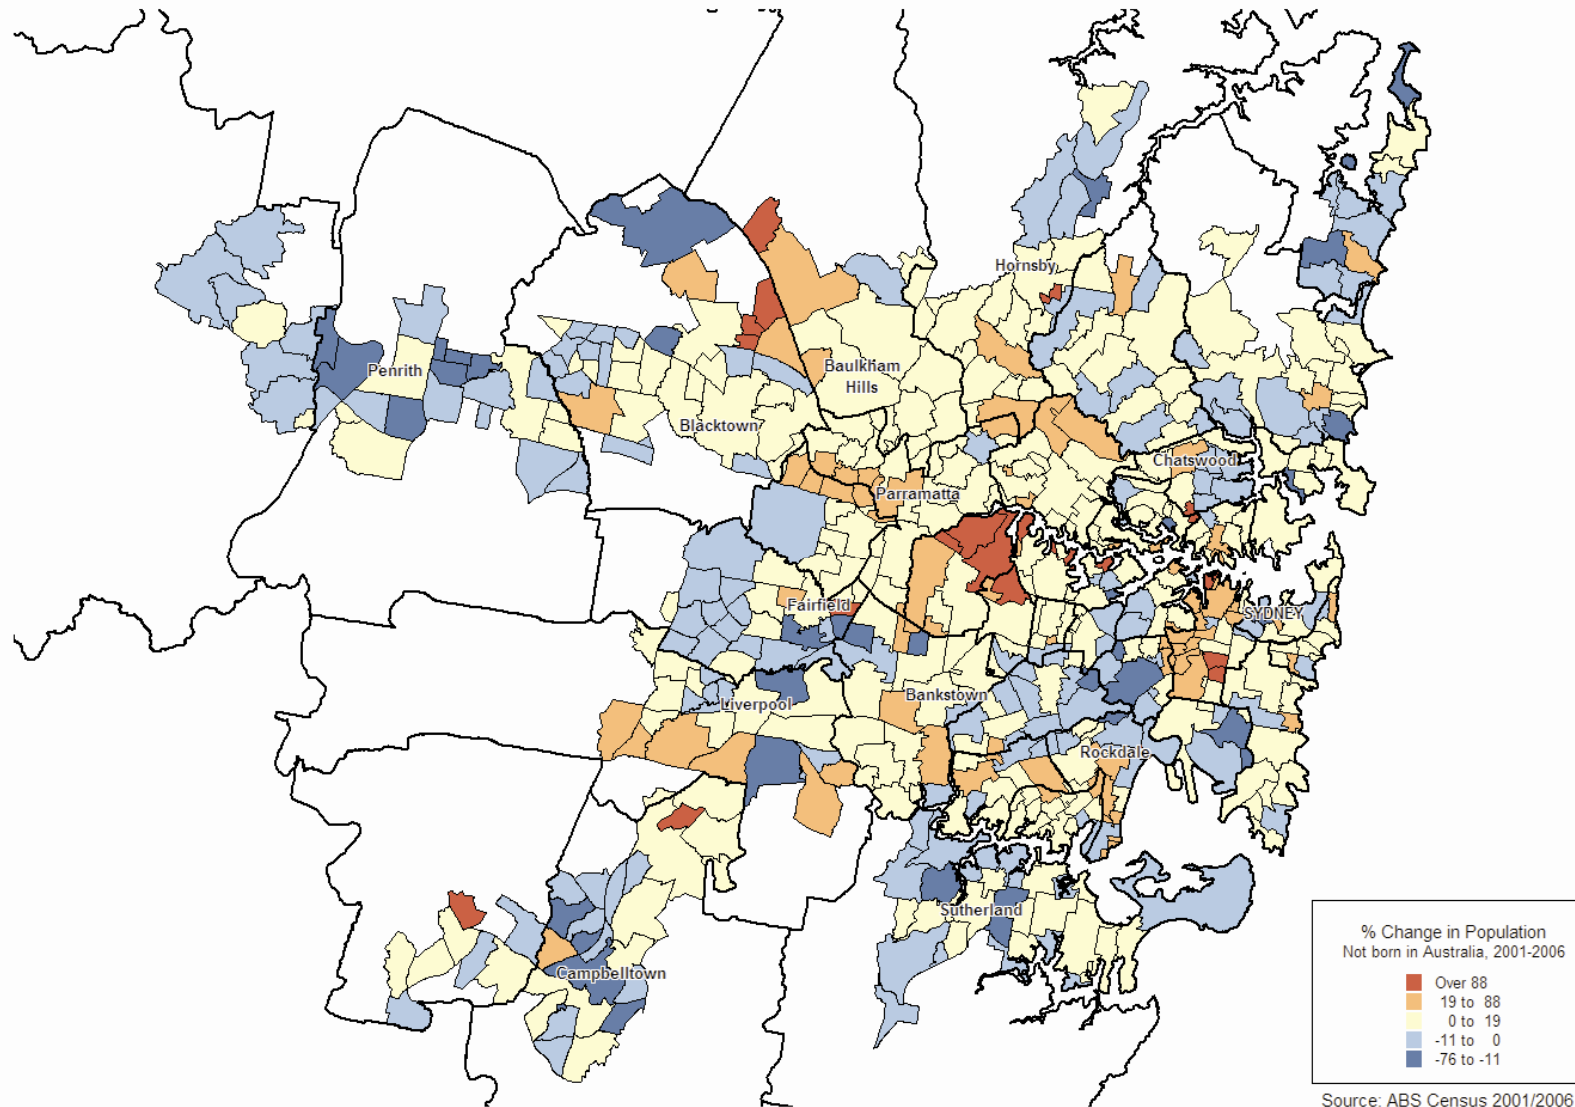 Hornsby
Penrith
Baulkham
Hills
Blacktown
Chatswood
Parramatta
Fairfield
SYDNEY
Liverpool
Bankstown
Rockdale
Sutherland
Campbelltown
% Change in Population
Not born in Australia, 2001-2006
Over 88
19 to 88
0 to 19
-11 to 0
-76 to -11
Source: ABS Census 2001/2006